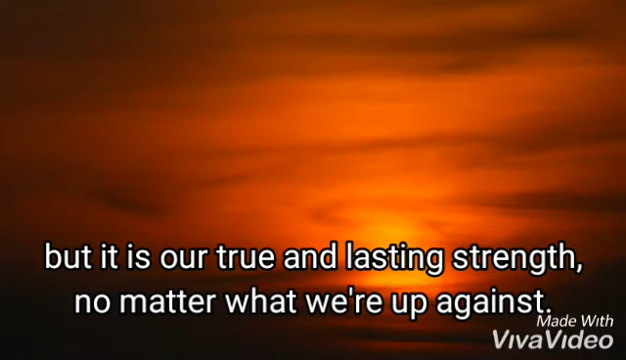 but it is our true and lasting strength,
no matter what we're up against.
Made With
VivaVideo